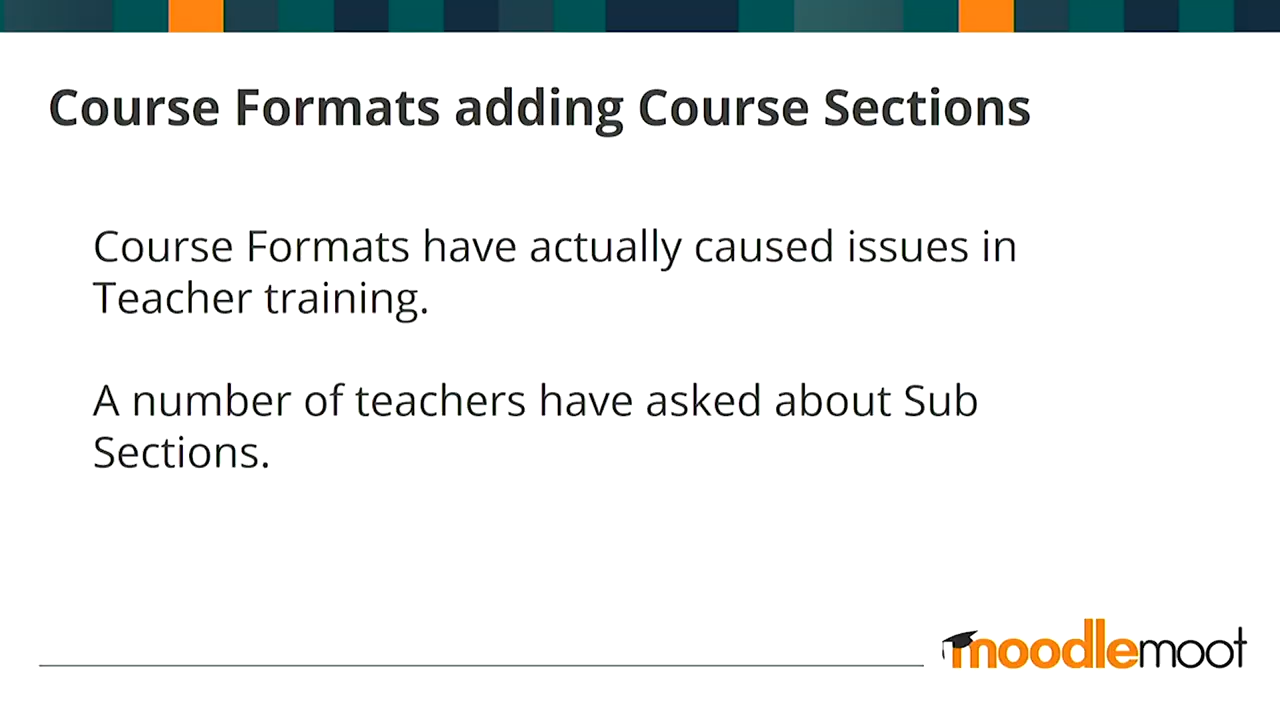 Course Formats adding Course Sections
Course Formats have actually caused issues in
Teacher training.
A number of teachers have asked about Sub
Sections.
moodlemoot